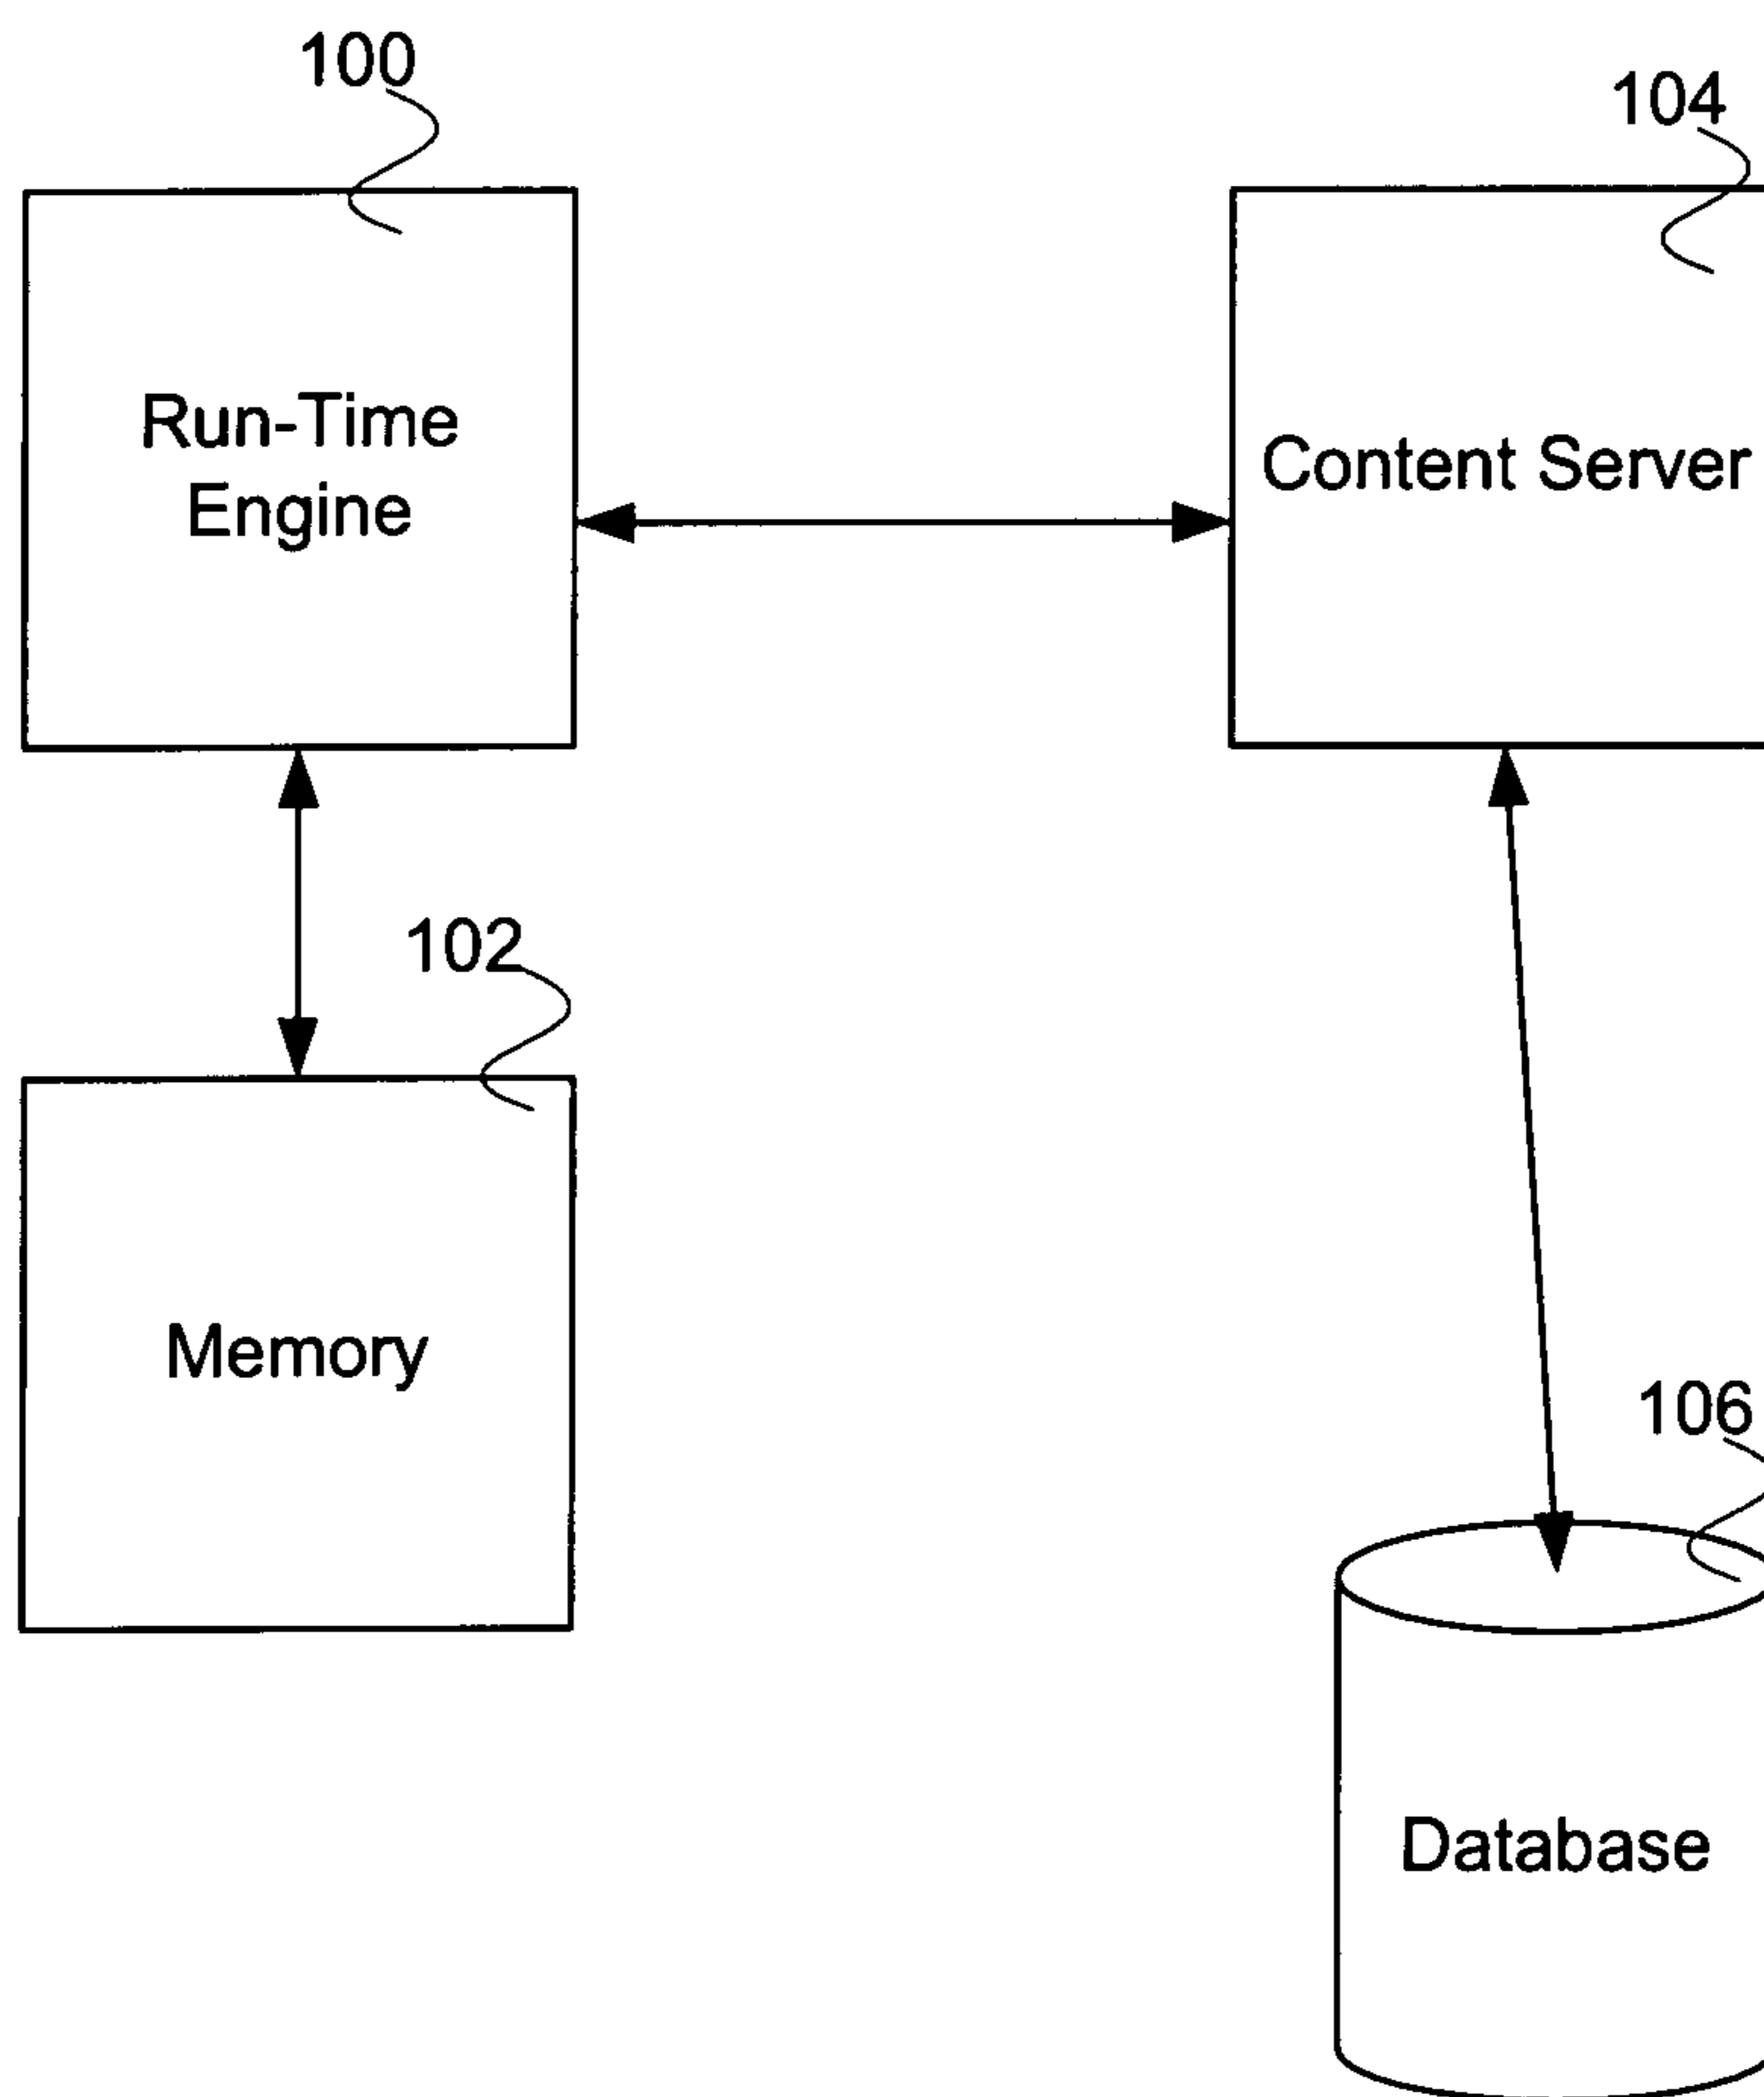 100
104
Run-Time
Engine
Content Server
102
Memory
106
Database